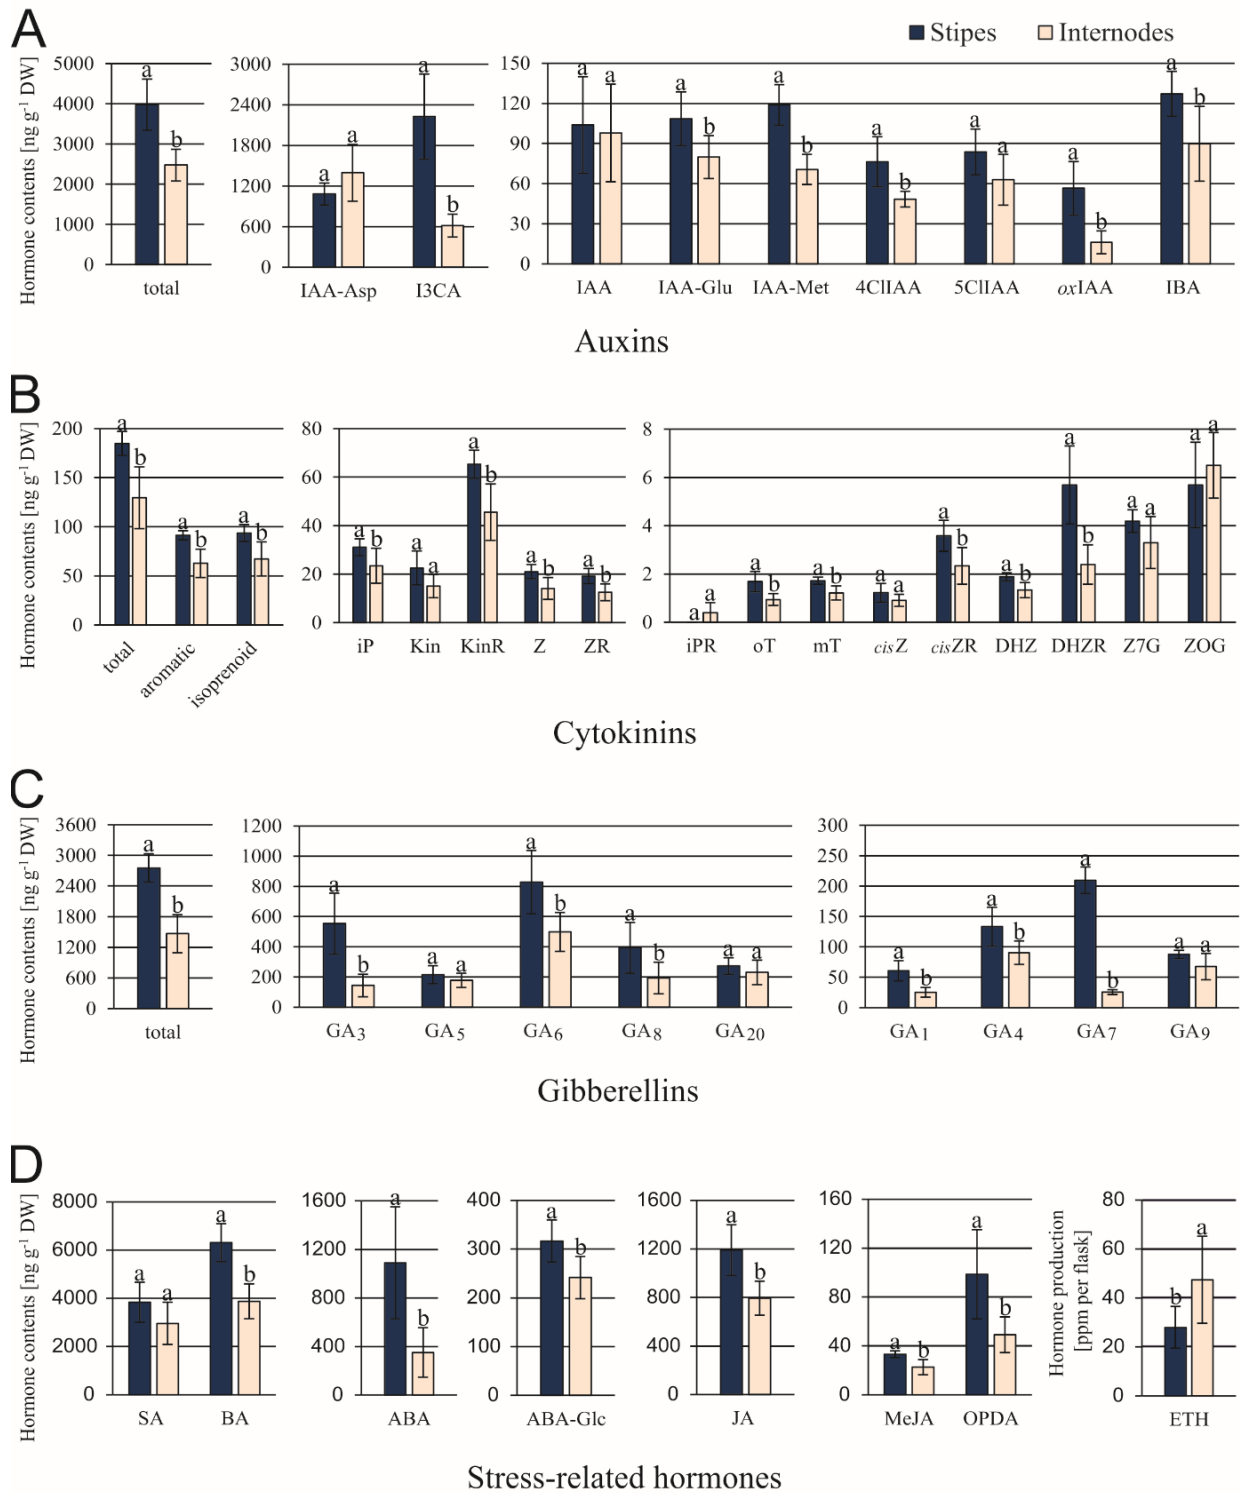 A
Stipes Internodes
Hormone contents [ng g-1 DW]
5000
4000
3000
2000
1000
0
a
b
total
3000
2400
1800
1200
600
0
a a a b
IAA-Asp I3CA
150
120
90
60
30
0
a a a b a b a b a a a b a b
IAA IAA-Glu IAA-Met 4ClIAA 5ClIAA oxIAA IBA
Auxins
B
Hormone contents [ng g-1 DW]
200
150
100
50
0
a b a b a b
total aromatic isoprenoid
80
60
40
20
0
a b a a a b a b a b
iP Kin KinR Z ZR
8
6
4
2
0
a a a b a b a a a b a b a b a a a a
iPR oT mT cisZ cisZR DHZ DHZR Z7G ZOG
Cytokinins
C
Hormone contents [ng g-1 DW]
3600
3000
2400
1800
1200
600
0
a b
total
1200
1000
800
600
400
200
0
a b a a a b a b a a
GA3 GA5 GA6 GA8 GA20
300
250
200
150
100
50
0
a b a b a b a a
GA1 GA4 GA7 GA9
Gibberellins
D
Hormone contents [ng g-1 DW]
8000
6000
4000
2000
0
a a a b
SA BA
1600
1200
800
400
0
a b
ABA
400
300
200
100
0
a b
ABA-Glc
1600
1200
800
400
0
a b
JA
160
120
80
40
0
a b a b
MeJA OPDA
Hormone production
[ppm per flask]
80
60
40
20
0
b a
ETH
Stress-related hormones